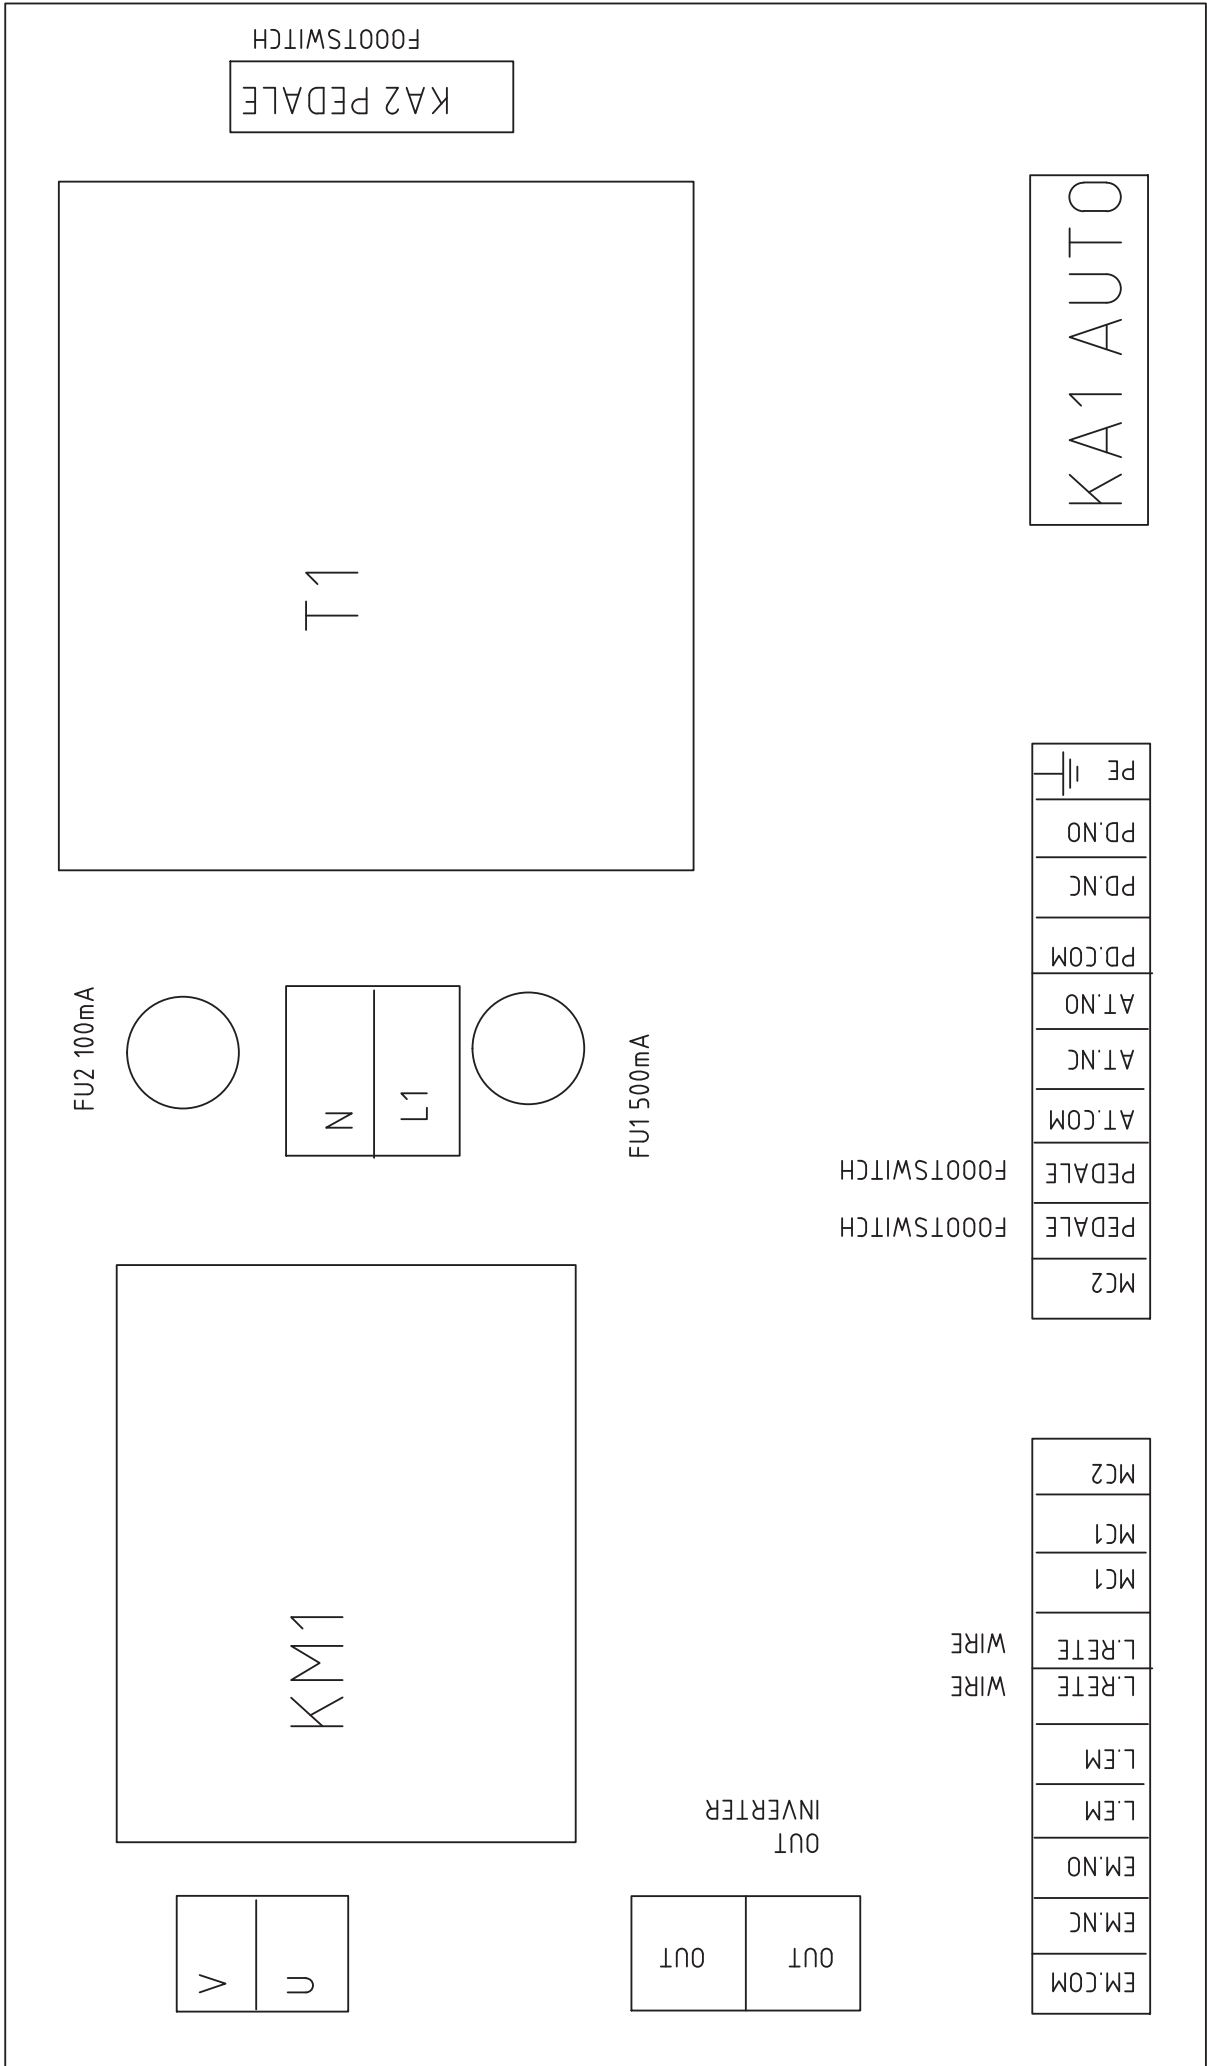 FOOOTSWITCH
KA2 PEDALE
T1
KA1 AUTO
PE
PD.NO
PD.NC
PD.COM
AT.NO
AT.NC
AT.COM
FOOOTSWITCH PEDALE
FOOOTSWITCH PEDALE
MC2
FU2 100mA
N
L1
FU1 500mA
KM1
MC2
MC1
MC1
WIRE L.RETE
WIRE L.RETE
L.EM
L.EM
EM.NO
EM.NC
EM.COM
OUT
INVERTER
V
U
OUT
OUT